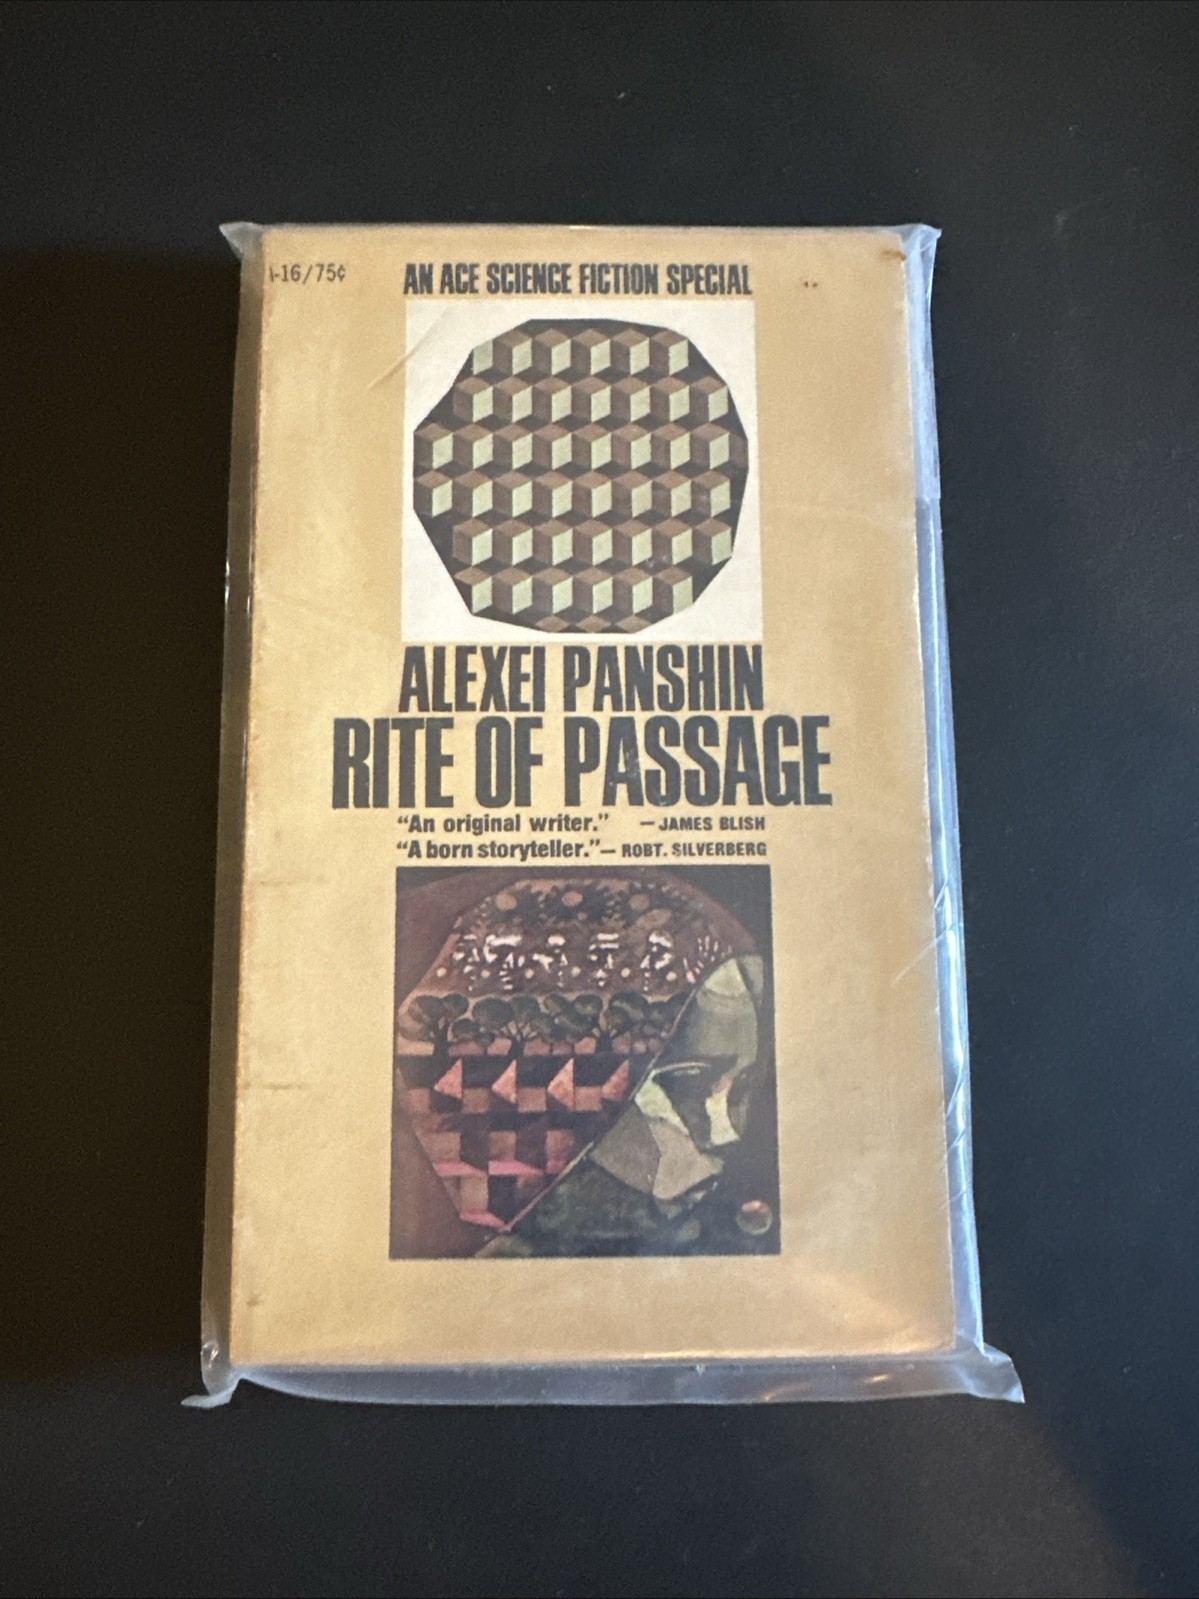 -16/75¢
AN ACE SCIENCE FICTION SPECIAL
ALEXEI PANSHIN
RITE OF PASSAGE
“An original writer.” — JAMES BLISH
“A born storyteller.” — ROBT. SILVERBERG